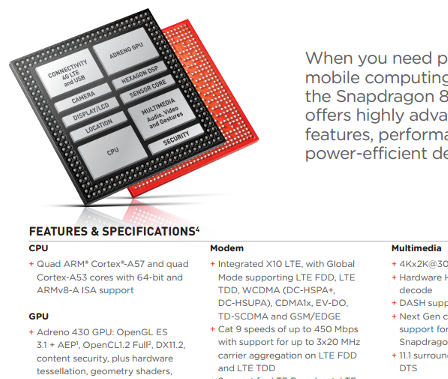 CONNECTIVITY
4G LTE
and USB
ADRENO GPU
CAMERA
HEXAGON DSP
DISPLAY/LCD
SENSOR CORE
LOCATION
MULTIMEDIA
Audio, Video
and Gestures
CPU
SECURITY
When you need p
mobile computing
the Snapdragon 8
offers highly adva
features, performa
power-efficient de
FEATURES & SPECIFICATIONS⁴
CPU
+ Quad ARM® Cortex®-A57 and quad
Cortex-A53 cores with 64-bit and
ARMv8-A ISA support
GPU
+ Adreno 430 GPU: OpenGL ES
3.1 + AEP¹, OpenCL1.2 Full², DX11.2,
content security, plus hardware
tessellation, geometry shaders,
Modem
+ Integrated X10 LTE, with Global
Mode supporting LTE FDD, LTE
TDD, WCDMA (DC-HSPA+,
DC-HSUPA), CDMA1x, EV-DO,
TD-SCDMA and GSM/EDGE
+ Cat 9 speeds of up to 450 Mbps
with support for up to 3x20 MHz
carrier aggregation on LTE FDD
and LTE TDD
Multimedia
+ 4Kx2K@30
+ Hardware H
decode
+ DASH supp
+ Next Gen c
support for
Snapdragon
+ 11.1 surroun
DTS